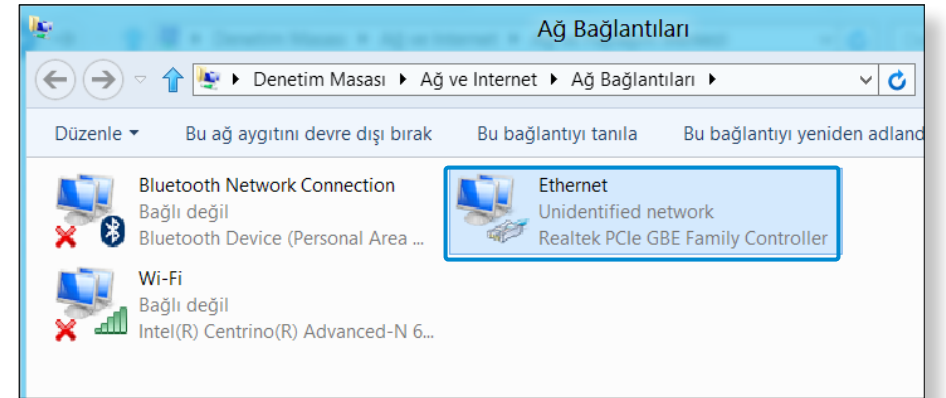 Ağ Bağlantıları
Denetim Masası Ağ ve Internet Ağ Bağlantıları
Düzenle Bu ağ aygıtını devre dışı bırak Bu bağlantıyı tanıla Bu bağlantıyı yeniden adland
Bluetooth Network Connection
Bağlı değil
Bluetooth Device (Personal Area ...
Ethernet
Unidentified network
Realtek PCIe GBE Family Controller
Wi-Fi
Bağlı değil
Intel(R) Centrino(R) Advanced-N 6...